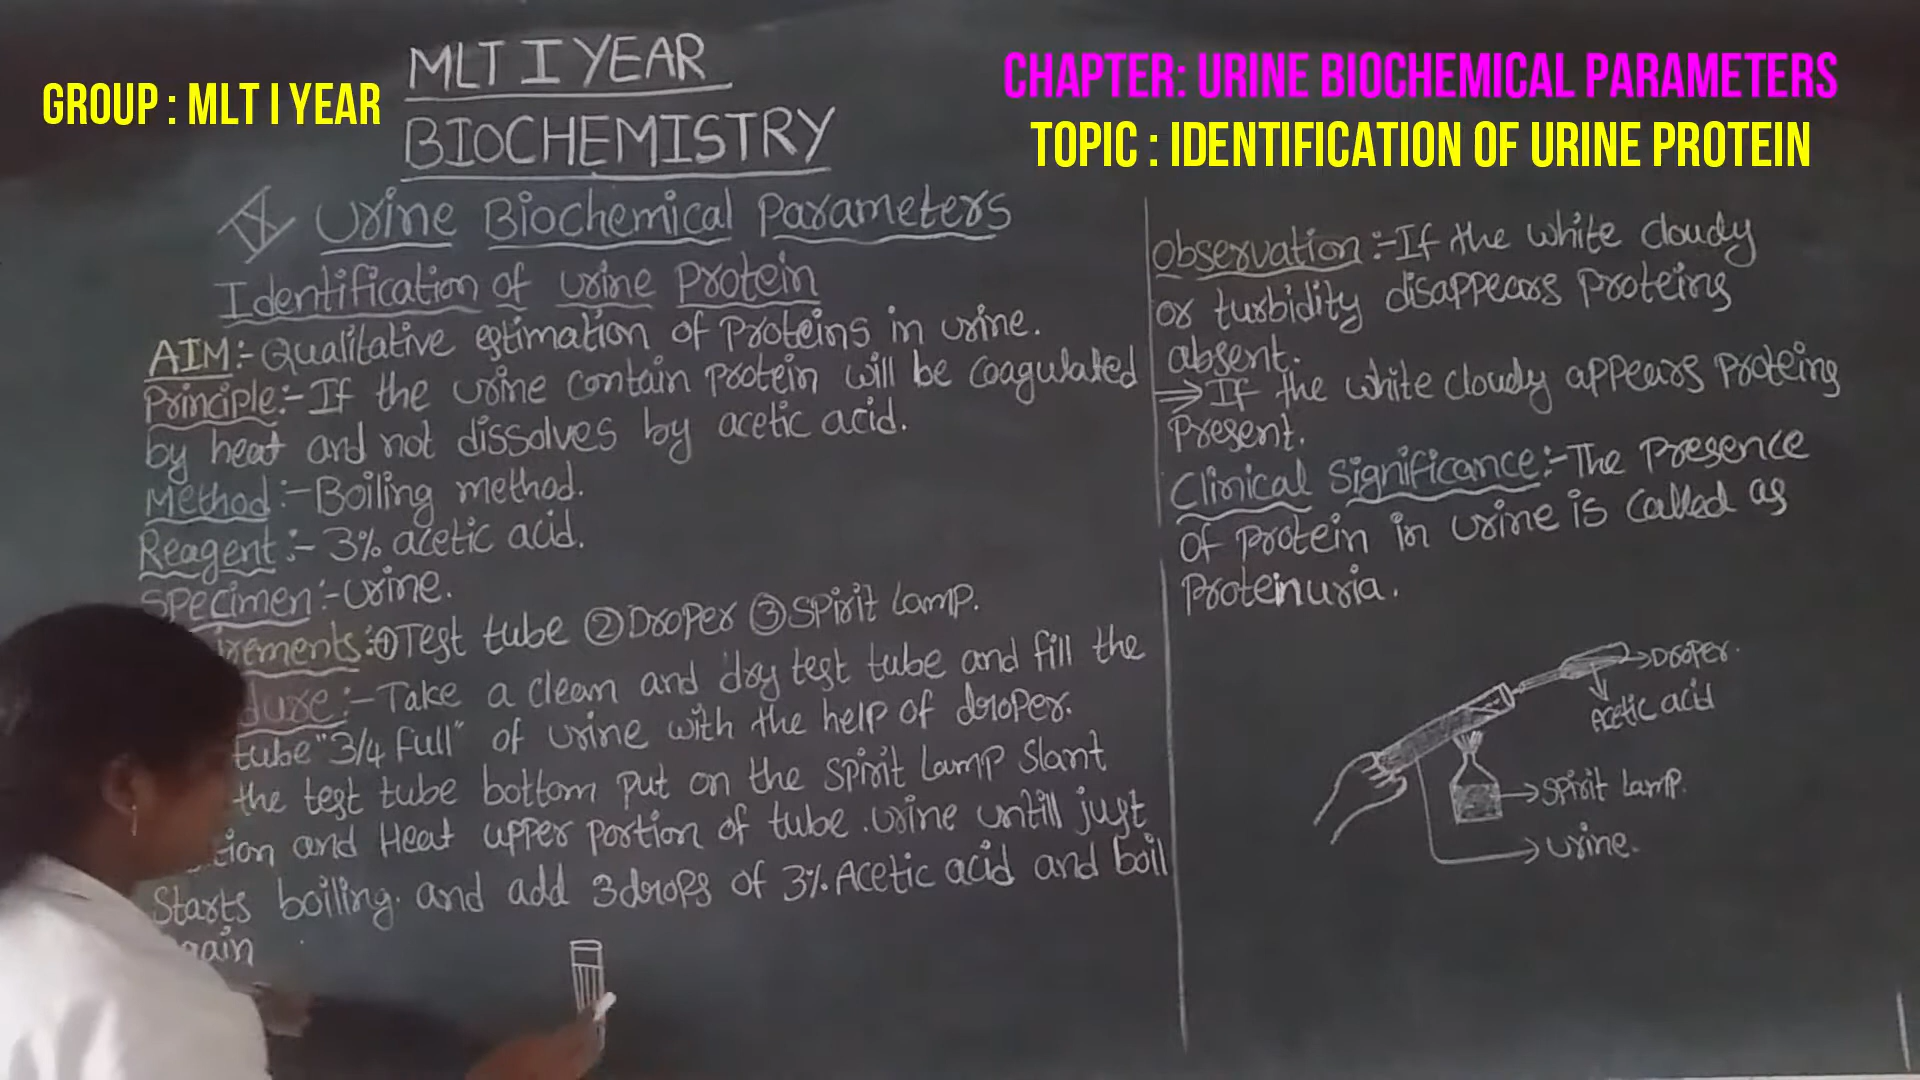 GROUP : MLT I YEAR
MLT I YEAR
BIOCHEMISTRY
CHAPTER: URINE BIOCHEMICAL PARAMETERS
TOPIC : IDENTIFICATION OF URINE PROTEIN
IX Urine Biochemical Parameters
Identification of urine Protein
AIM:- Qualitative estimation of Proteins in urine.
Principle:- If the urine contain protein will be coagulated
by heat and not dissolves by acetic acid.
Method:- Boiling method.
Reagent:- 3% acetic acid.
Specimen:- urine.
irements:- ①Test tube ②Droper ③Spirit Lamp.
dure:- Take a clean and dry test tube and fill the
tube "3/4 full" of urine with the help of droper.
the test tube bottom put on the spirit lamp slant
tion and Heat upper portion of tube. urine untill just
Starts boiling. and add 3drops of 3% Acetic acid and boil
gain
Observation:- If the white cloudy
or turbidity disappears proteins
absent.
⇒ If the white cloudy appears proteins
Present.
Clinical Significance:- The Presence
of protein in urine is called as
Proteinuria.
→Droper.
Acetic acid
→Spirit lamp.
→urine.